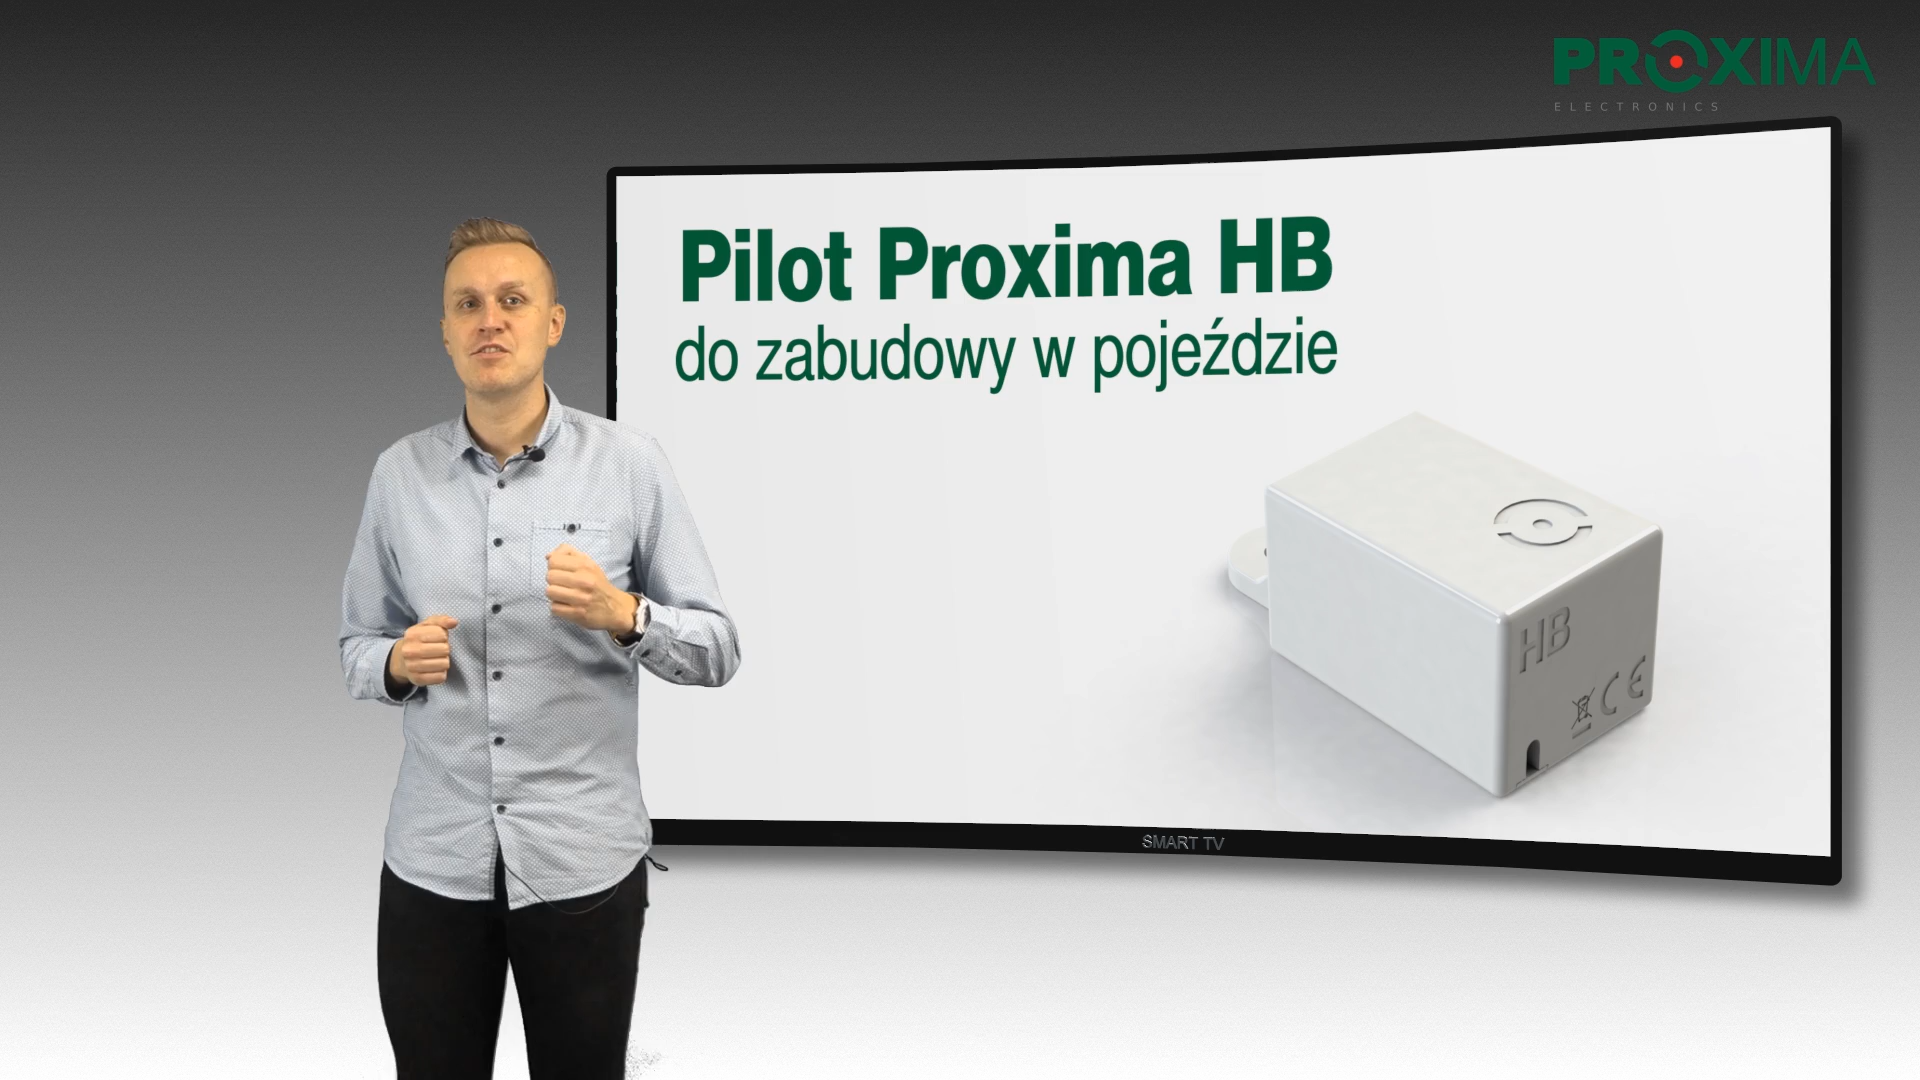 PROXIMA
ELECTRONICS
Pilot Proxima HB
do zabudowy w pojeździe
HB
CE
SMART TV